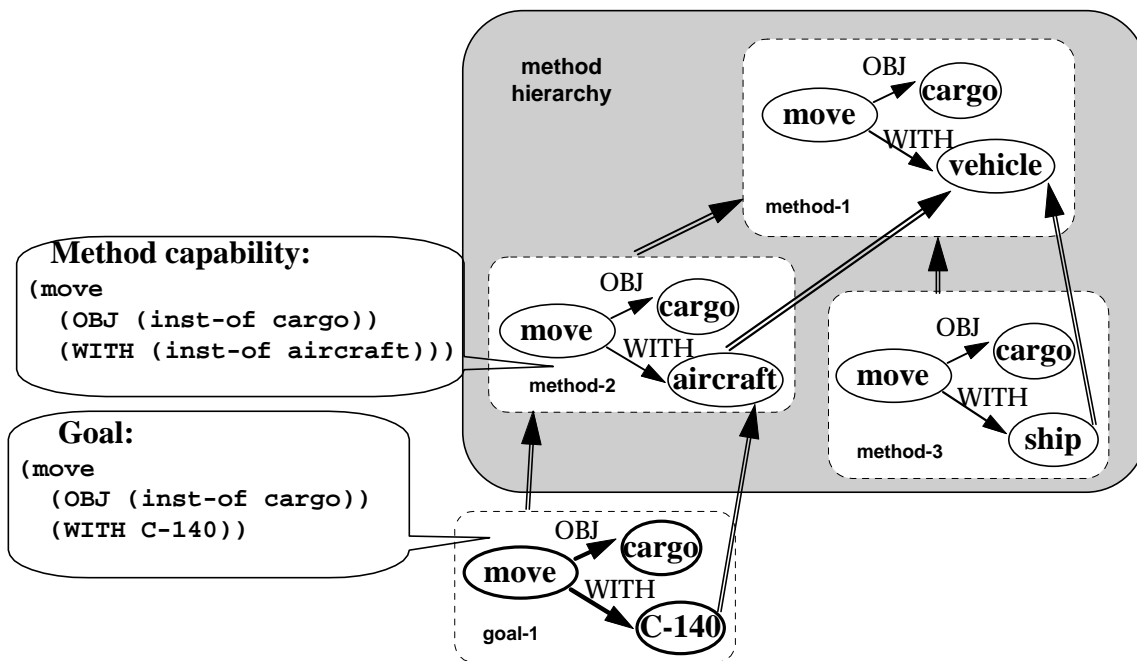 method
hierarchy
OBJ
cargo
move
WITH
vehicle
method-1
Method capability:
(move
(OBJ (inst-of cargo))
(WITH (inst-of aircraft)))
OBJ
cargo
move
WITH
aircraft
method-2
OBJ
cargo
move
WITH
ship
method-3
Goal:
(move
(OBJ (inst-of cargo))
(WITH C-140))
OBJ
cargo
move
WITH
C-140
goal-1